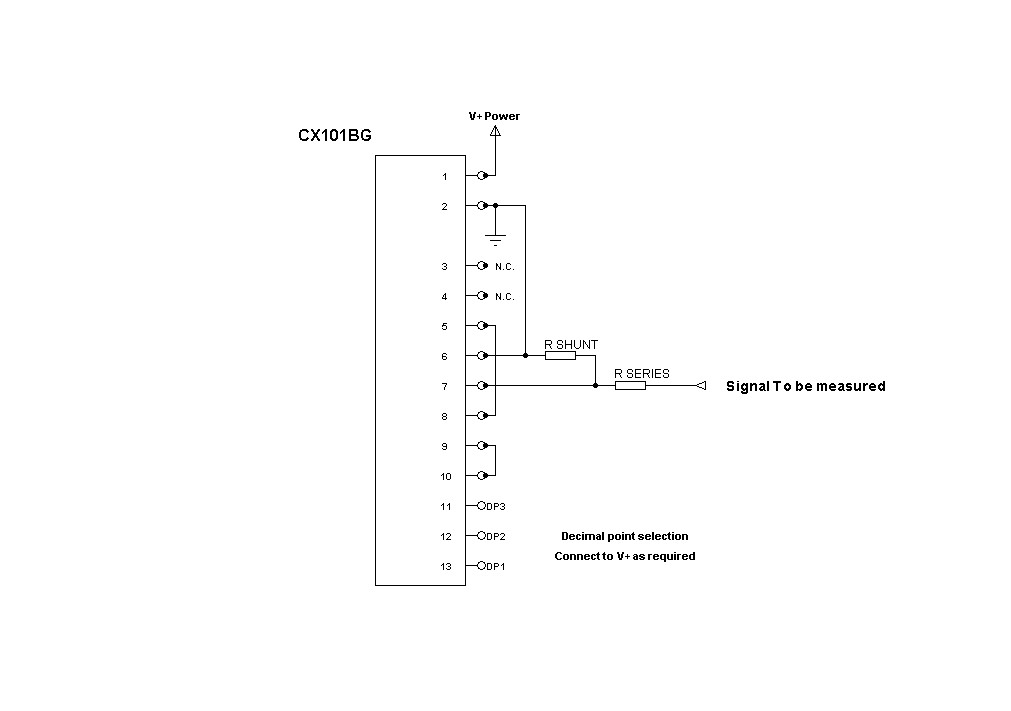 V+ Power
CX101BG
1
2
3 N.C.
4 N.C.
5
R SHUNT
6
R SERIES
7 Signal To be measured
8
9
10
11 DP3
12 DP2 Decimal point selection
Connect to V+ as required
13 DP1